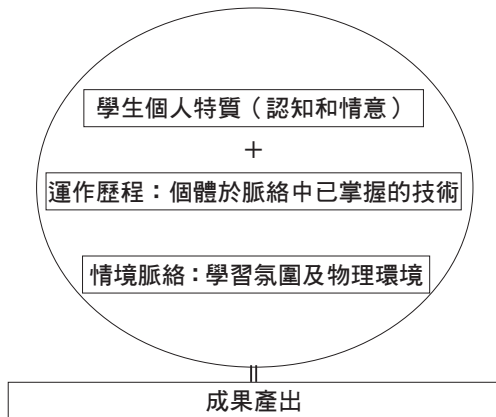 學生個人特質（認知和情意）
+
運作歷程：個體於脈絡中已掌握的技術
情境脈絡：學習氛圍及物理環境
成果產出